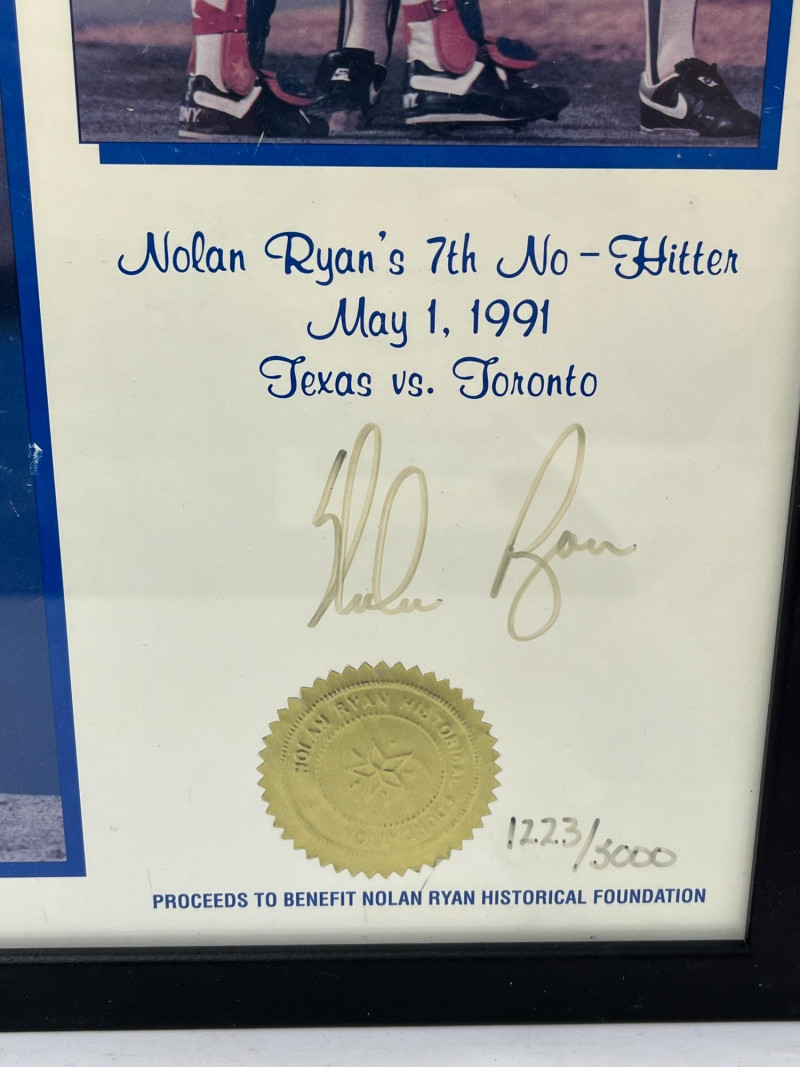 Nolan Ryan's 7th No-Hitter
May 1, 1991
Texas vs. Toronto
Nolan Ryan
NOLAN RYAN HISTORICAL
1223/5000
PROCEEDS TO BENEFIT NOLAN RYAN HISTORICAL FOUNDATION